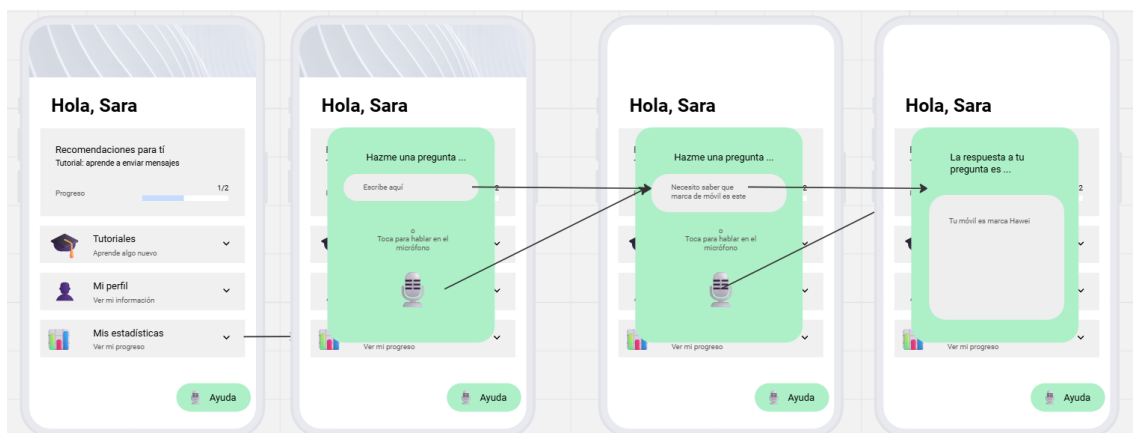 Hola, Sara
Recomendaciones para tí
Tutorial: aprende a enviar mensajes
Progreso
1/2
Tutoriales
Aprende algo nuevo
Mi perfil
Ver mi información
Mis estadísticas
Ver mi progreso
Ayuda
Hola, Sara
Hazme una pregunta ...
Escribe aquí
2
o
Toca para hablar en el
micrófono
Ver mi progreso
Ayuda
Hola, Sara
Hazme una pregunta ...
Necesito saber que
marca de móvil es este
2
o
Toca para hablar en el
micrófono
Ver mi progreso
Ayuda
Hola, Sara
La respuesta a tu
pregunta es ...
2
Tu móvil es marca Hawei
Ver mi progreso
Ayuda